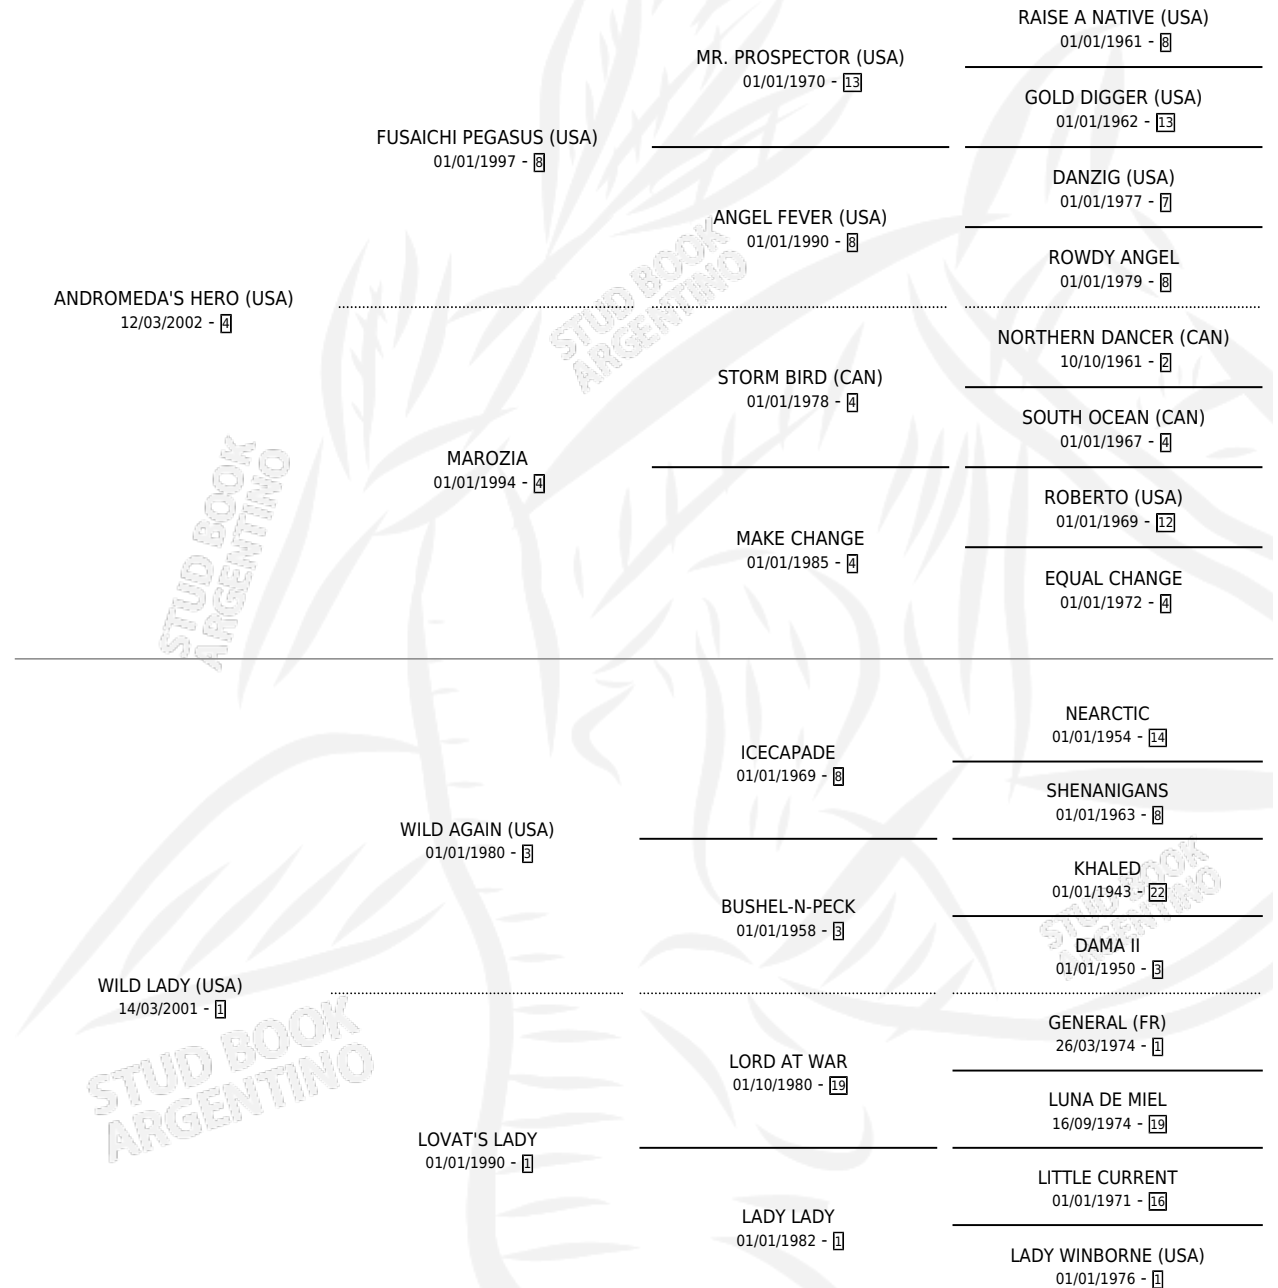 RAISE A NATIVE (USA)
01/01/1961 - 8
MR. PROSPECTOR (USA)
01/01/1970 - 13
GOLD DIGGER (USA)
01/01/1962 - 13
FUSAICHI PEGASUS (USA)
01/01/1997 - 8
DANZIG (USA)
01/01/1977 - 7
ANGEL FEVER (USA)
01/01/1990 - 8
ROWDY ANGEL
01/01/1979 - 8
ANDROMEDA'S HERO (USA)
12/03/2002 - 4
STUD BOOK
ARGENTINO
NORTHERN DANCER (CAN)
10/10/1961 - 2
STORM BIRD (CAN)
01/01/1978 - 4
SOUTH OCEAN (CAN)
01/01/1967 - 4
MAROZIA
01/01/1994 - 4
ROBERTO (USA)
01/01/1969 - 12
MAKE CHANGE
01/01/1985 - 4
EQUAL CHANGE
01/01/1972 - 4
STUD BOOK
ARGENTINO
NEARCTIC
01/01/1954 - 14
ICECAPADE
01/01/1969 - 8
SHENANIGANS
01/01/1963 - 8
WILD AGAIN (USA)
01/01/1980 - 3
KHALED
01/01/1943 - 22
BUSHEL-N-PECK
01/01/1958 - 3
STUD BOOK
ARGENTINO
DAMA II
01/01/1950 - 3
WILD LADY (USA)
14/03/2001 - 1
STUD BOOK
ARGENTINO
GENERAL (FR)
26/03/1974 - 1
LORD AT WAR
01/10/1980 - 19
LUNA DE MIEL
16/09/1974 - 19
LOVAT'S LADY
01/01/1990 - 1
LITTLE CURRENT
01/01/1971 - 16
LADY LADY
01/01/1982 - 1
LADY WINBORNE (USA)
01/01/1976 - 1